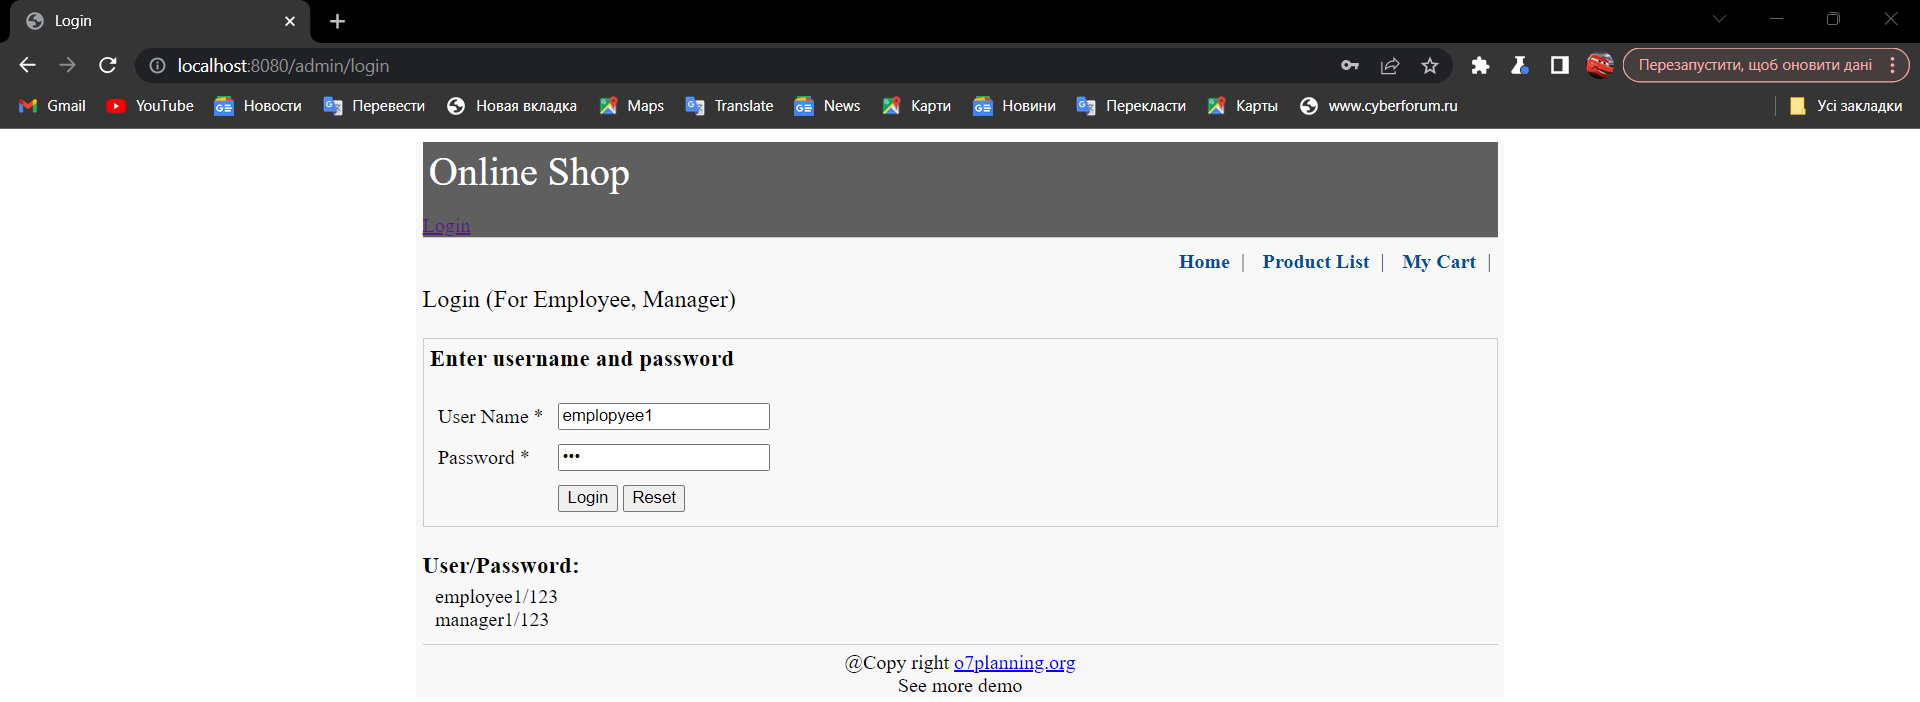 Login
localhost:8080/admin/login
Перезапустити, щоб оновити дані
Gmail YouTube Новости Перевести Новая вкладка Maps Translate News Карти Новини Перекласти Карты www.cyberforum.ru Усі закладки
Online Shop
Login
Home | Product List | My Cart |
Login (For Employee, Manager)
Enter username and password
User Name * emplopyee1
Password * •••
Login Reset
User/Password:
employee1/123
manager1/123
@Copy right o7planning.org
See more demo